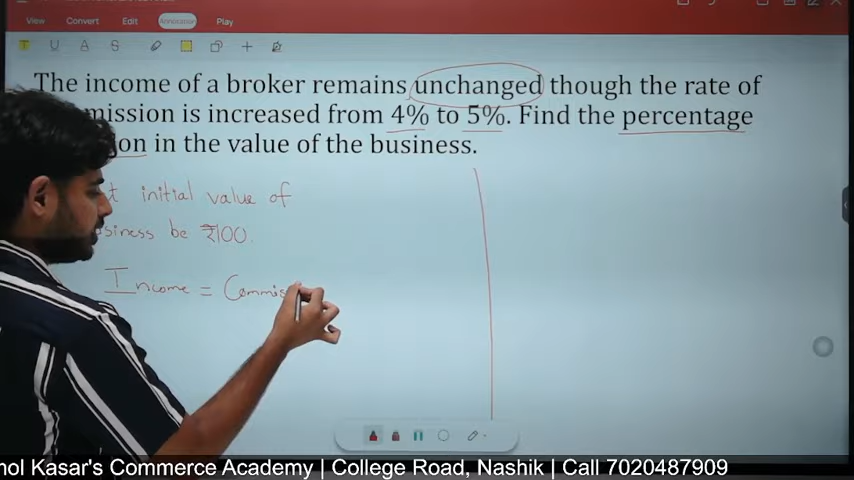 View Convert Edit Annotation Play
The income of a broker remains unchanged though the rate of
mission is increased from 4% to 5%. Find the percentage
on in the value of the business.
t initial value of
siness be ₹100.
Income = Commis
mol Kasar's Commerce Academy | College Road, Nashik | Call 7020487909